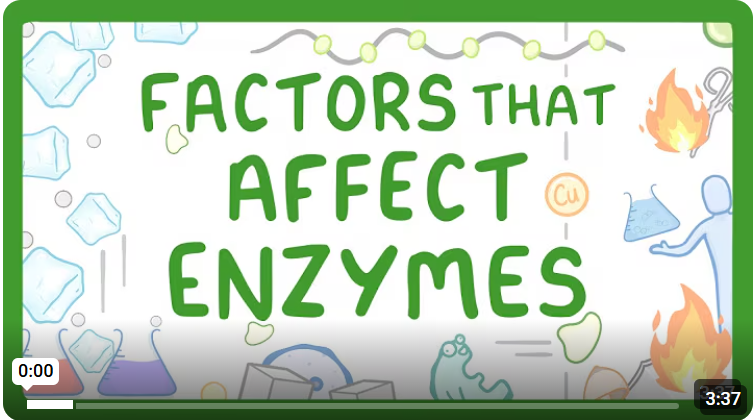 FACTORS THAT
AFFECT
Cu
ENZYMES
0:00
3:37